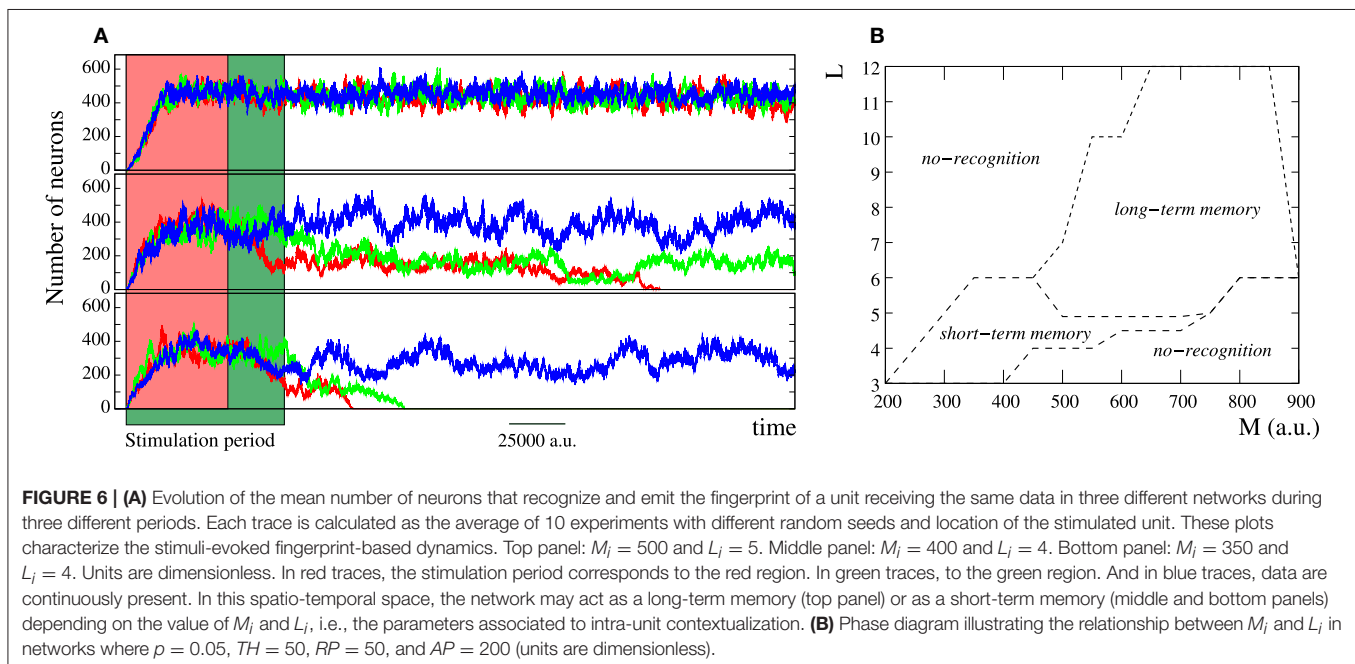 A
600
400
200
0
600
400
200
0
600
400
200
0
Number of neurons
Stimulation period
25000 a.u.
time
B
L
12
11
10
9
8
7
6
5
4
3
no−recognition
long−term memory
short−term memory
no−recognition
200 300 400 500 600 700 800 900
M (a.u.)
FIGURE 6 | (A) Evolution of the mean number of neurons that recognize and emit the fingerprint of a unit receiving the same data in three different networks during
three different periods. Each trace is calculated as the average of 10 experiments with different random seeds and location of the stimulated unit. These plots
characterize the stimuli-evoked fingerprint-based dynamics. Top panel: Mi = 500 and Li = 5. Middle panel: Mi = 400 and Li = 4. Bottom panel: Mi = 350 and
Li = 4. Units are dimensionless. In red traces, the stimulation period corresponds to the red region. In green traces, to the green region. And in blue traces, data are
continuously present. In this spatio-temporal space, the network may act as a long-term memory (top panel) or as a short-term memory (middle and bottom panels)
depending on the value of Mi and Li, i.e., the parameters associated to intra-unit contextualization. (B) Phase diagram illustrating the relationship between Mi and Li in
networks where p = 0.05, TH = 50, RP = 50, and AP = 200 (units are dimensionless).